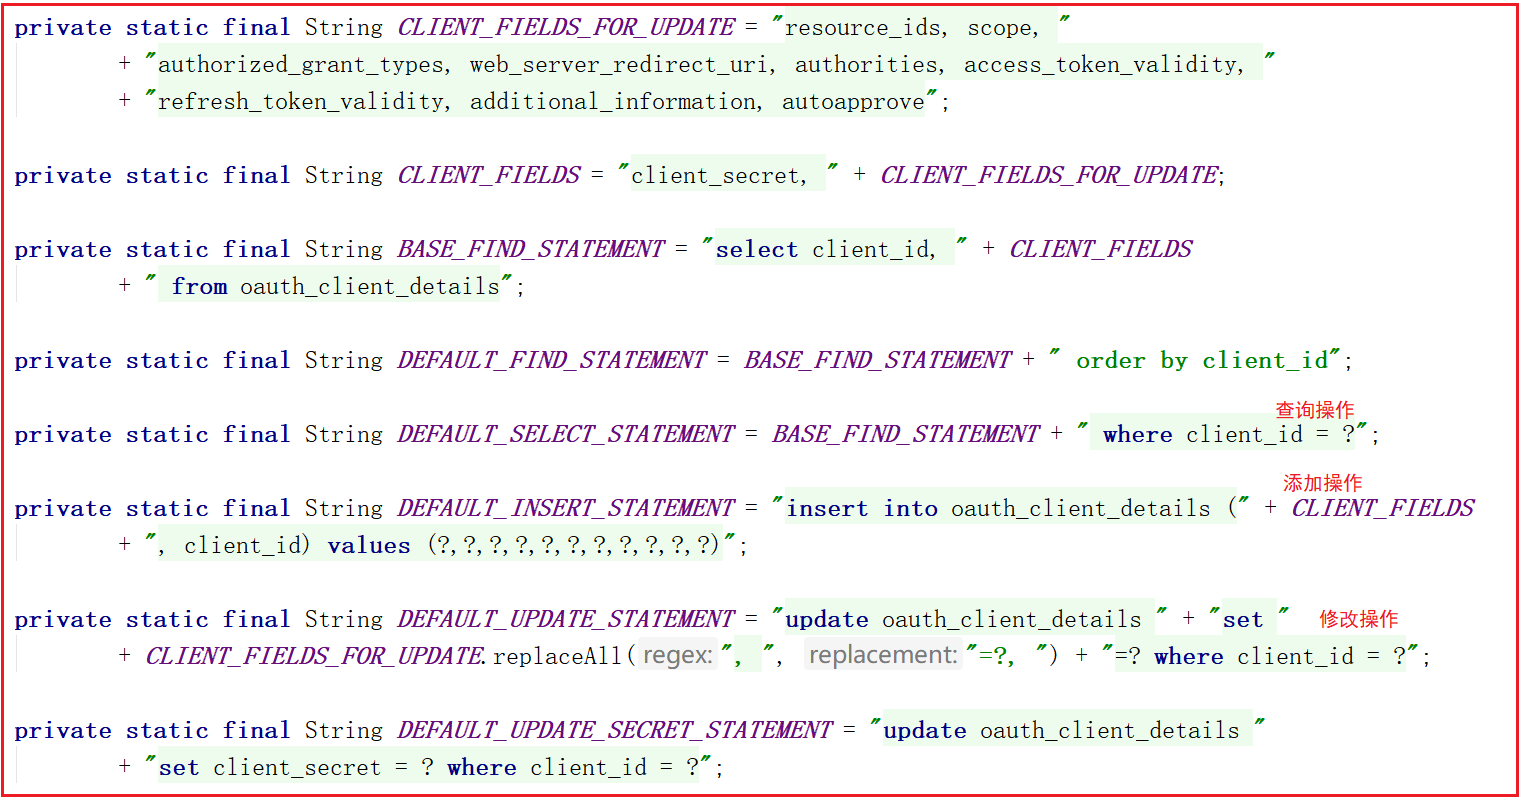 private static final String CLIENT_FIELDS_FOR_UPDATE = "resource_ids, scope, "
+ "authorized_grant_types, web_server_redirect_uri, authorities, access_token_validity, "
+ "refresh_token_validity, additional_information, autoapprove";
private static final String CLIENT_FIELDS = "client_secret, " + CLIENT_FIELDS_FOR_UPDATE;
private static final String BASE_FIND_STATEMENT = "select client_id, " + CLIENT_FIELDS
+ " from oauth_client_details";
private static final String DEFAULT_FIND_STATEMENT = BASE_FIND_STATEMENT + " order by client_id";
查询操作
private static final String DEFAULT_SELECT_STATEMENT = BASE_FIND_STATEMENT + " where client_id = ?";
添加操作
private static final String DEFAULT_INSERT_STATEMENT = "insert into oauth_client_details (" + CLIENT_FIELDS
+ ", client_id) values (?,?,?,?,?,?,?,?,?,?,?)";
private static final String DEFAULT_UPDATE_STATEMENT = "update oauth_client_details " + "set " 修改操作
+ CLIENT_FIELDS_FOR_UPDATE.replaceAll( regex: ", ", replacement: "=?, ") + "=? where client_id = ?";
private static final String DEFAULT_UPDATE_SECRET_STATEMENT = "update oauth_client_details "
+ "set client_secret = ? where client_id = ?";